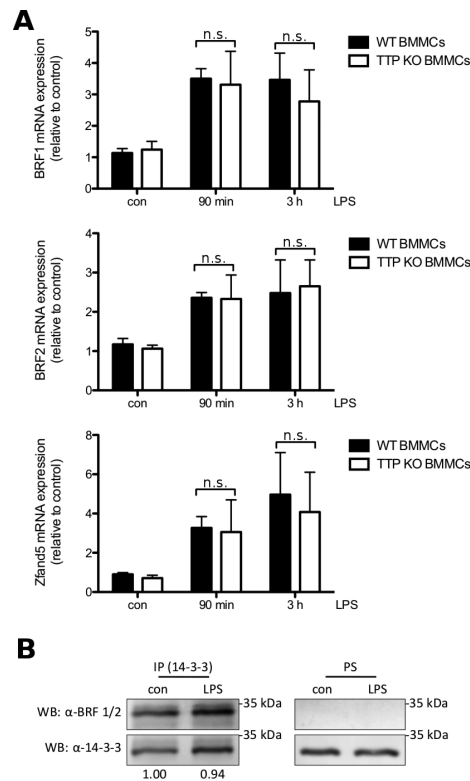 A
BRF1 mRNA expression
(relative to control)
5
4
3
2
1
0
n.s.
n.s.
WT BMMCs
TTP KO BMMCs
con
90 min
3 h
LPS
BRF2 mRNA expression
(relative to control)
4
3
2
1
0
n.s.
n.s.
WT BMMCs
TTP KO BMMCs
con
90 min
3 h
LPS
Zfand5 mRNA expression
(relative to control)
8
6
4
2
0
n.s.
n.s.
WT BMMCs
TTP KO BMMCs
con
90 min
3 h
LPS
B
IP (14-3-3)
PS
con LPS
con LPS
WB: α-BRF 1/2
-35 kDa
-35 kDa
WB: α-14-3-3
-35 kDa
-35 kDa
1.00 0.94